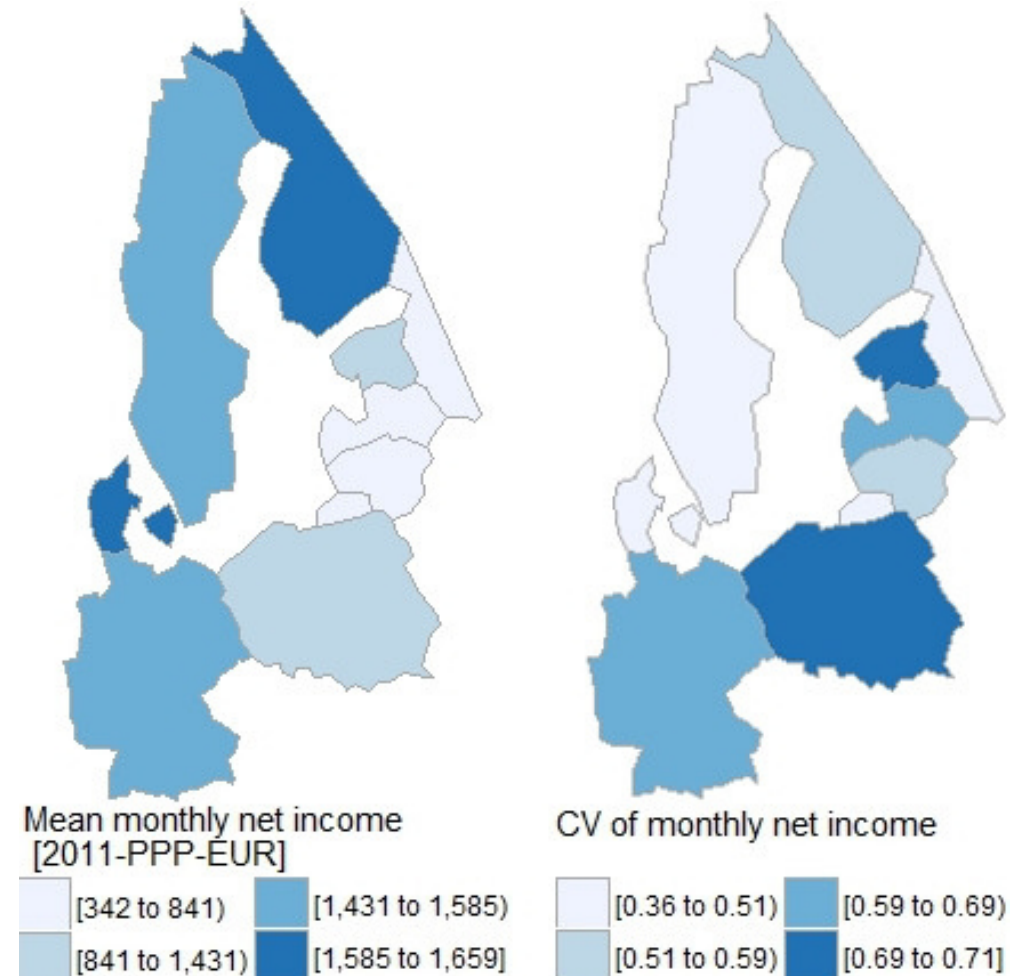 Mean monthly net income
[2011-PPP-EUR]
[342 to 841)
[1,431 to 1,585)
[841 to 1,431)
[1,585 to 1,659]
CV of monthly net income
[0.36 to 0.51)
[0.59 to 0.69)
[0.51 to 0.59)
[0.69 to 0.71]